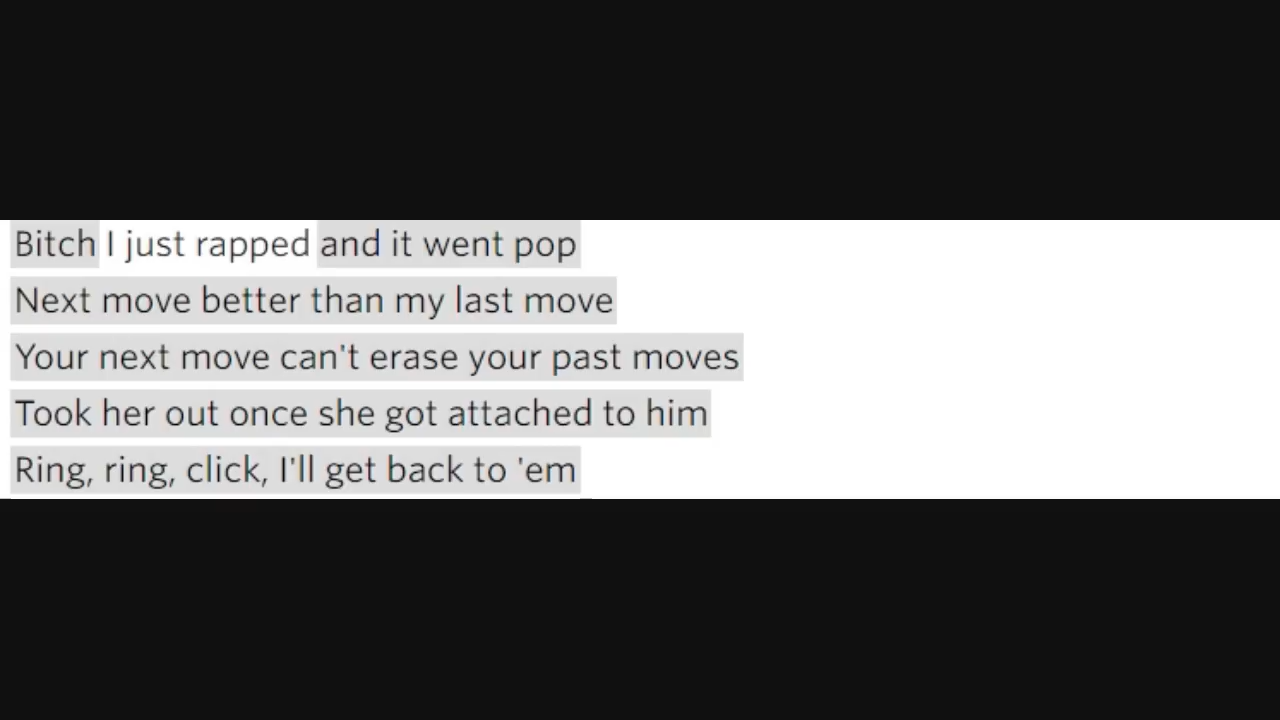 Bitch I just rapped and it went pop
Next move better than my last move
Your next move can't erase your past moves
Took her out once she got attached to him
Ring, ring, click, I'll get back to 'em